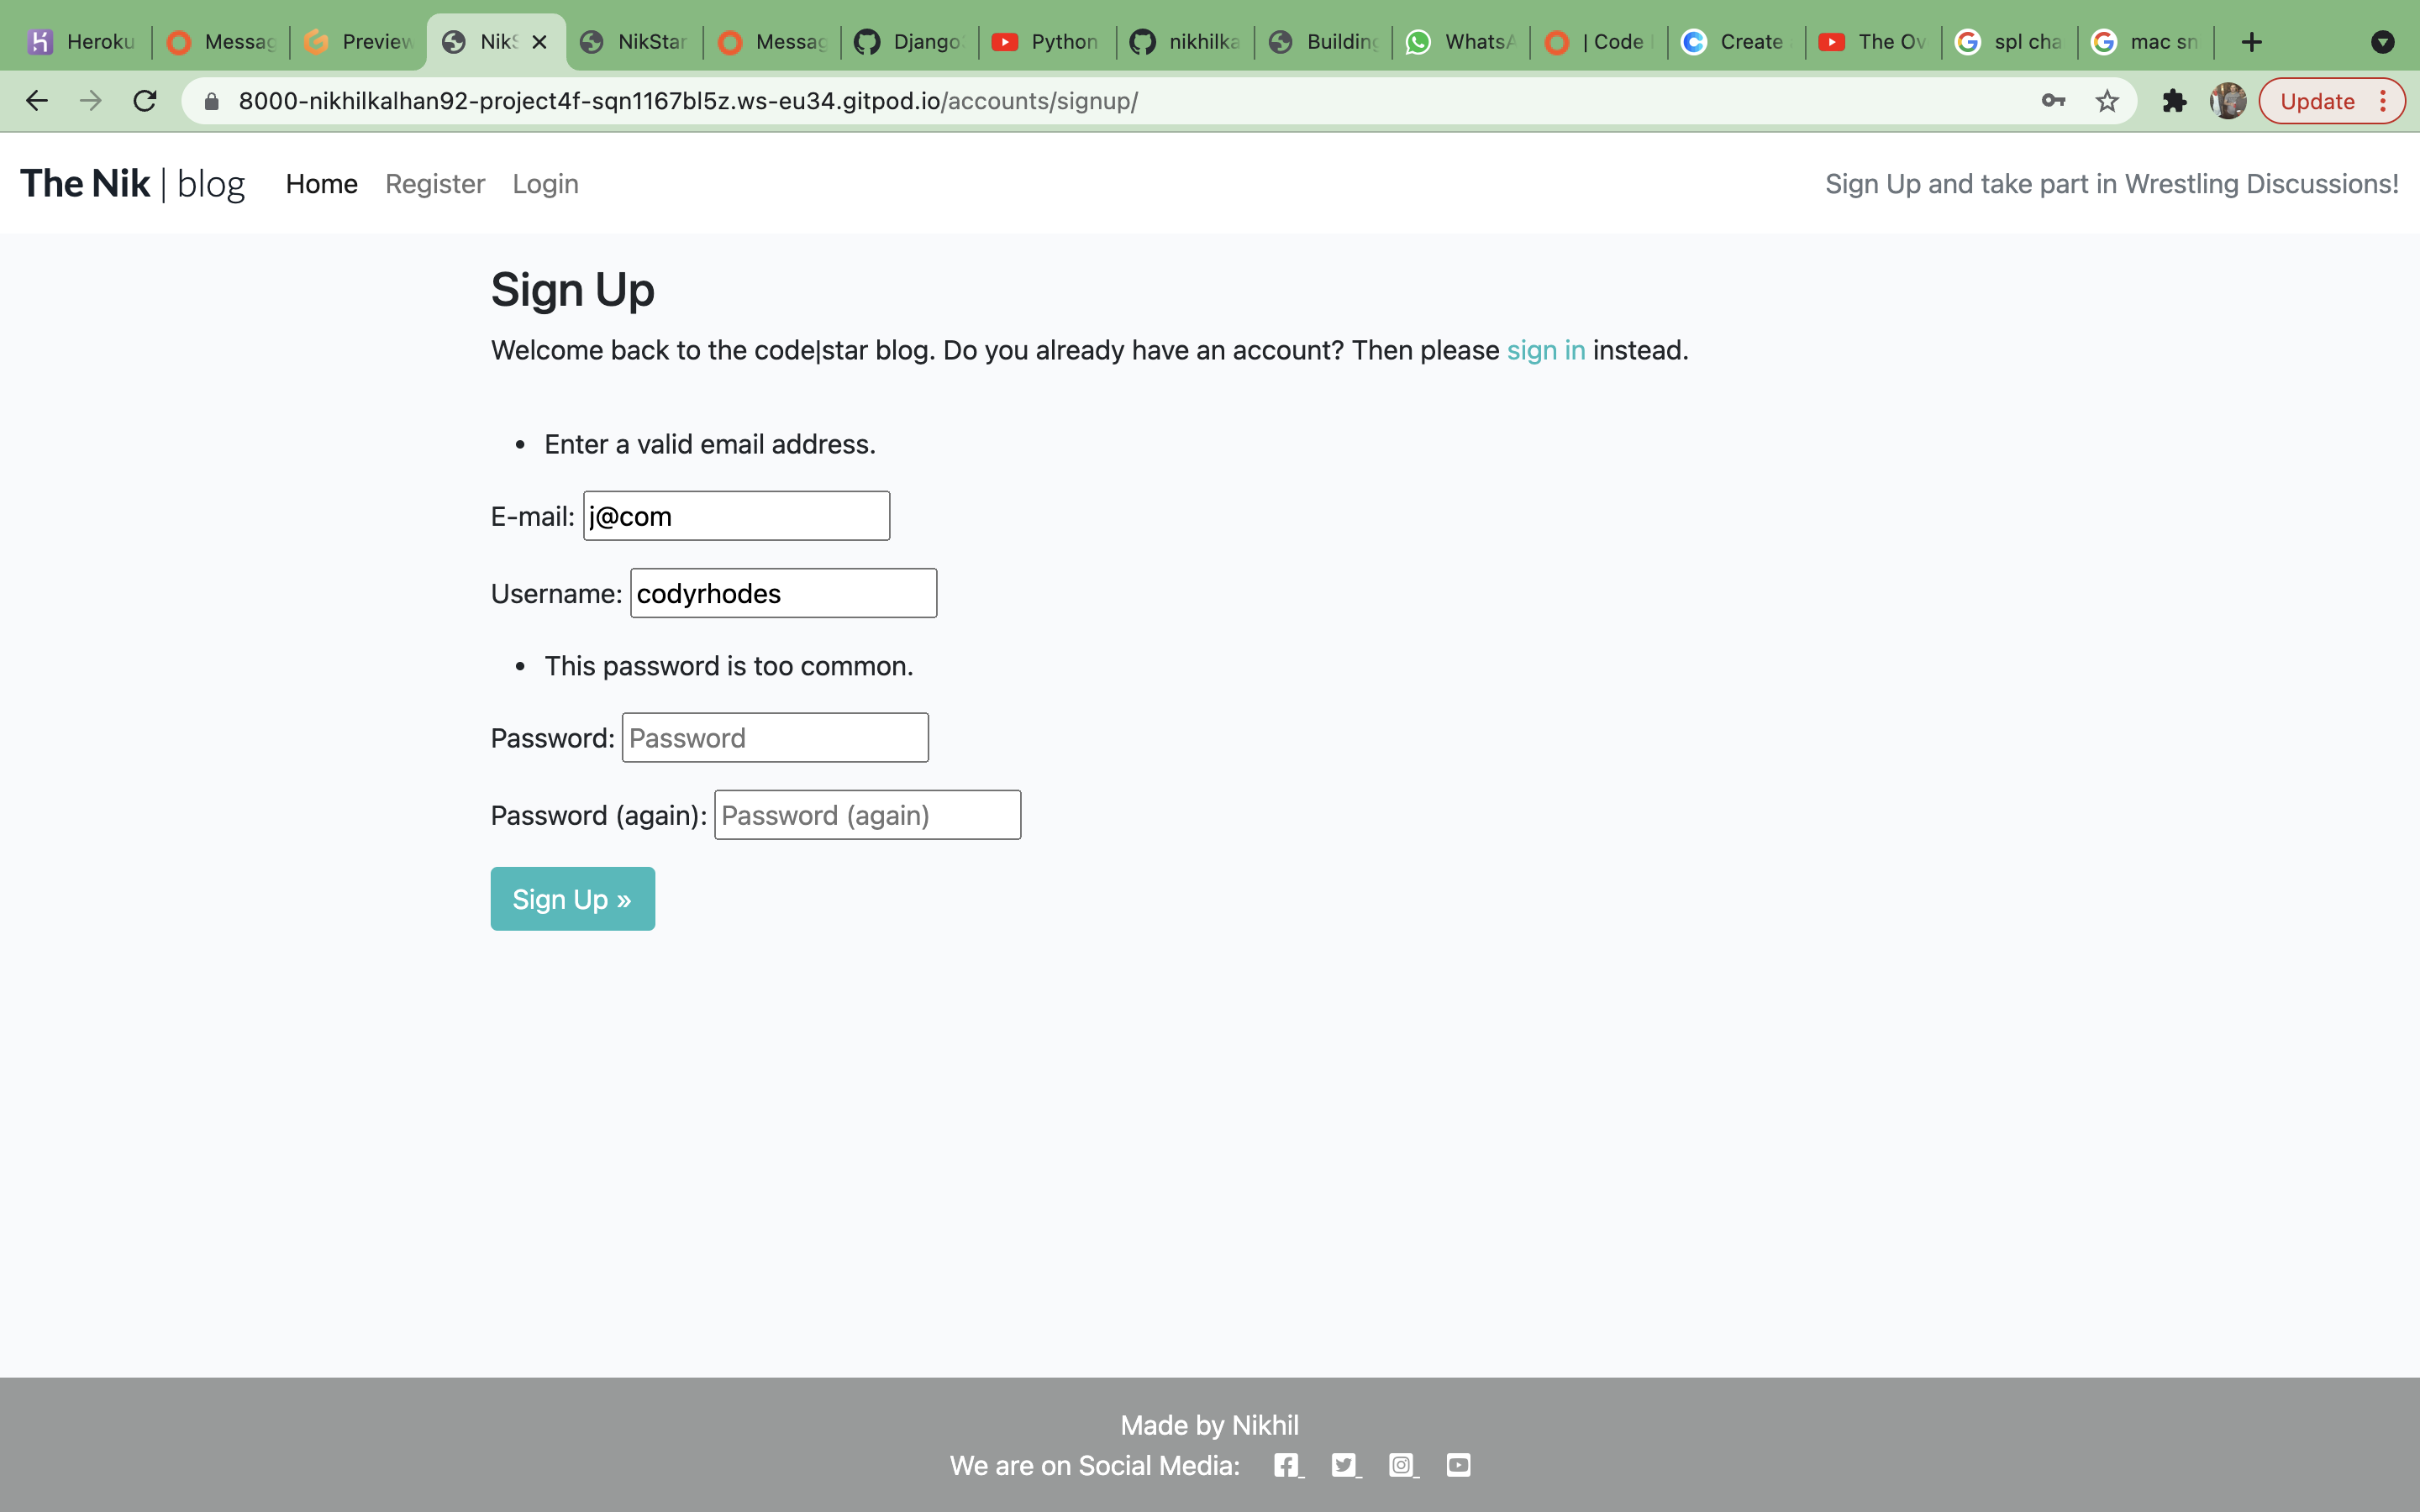 Heroku Messag Preview NikS NikStar Messag Django Python nikhilka Building WhatsA | Code Create The Ov spl cha mac sn
8000-nikhilkalhan92-project4f-sqn1167bl5z.ws-eu34.gitpod.io/accounts/signup/ Update
The Nik | blog Home Register Login Sign Up and take part in Wrestling Discussions!
Sign Up
Welcome back to the code|star blog. Do you already have an account? Then please sign in instead.
• Enter a valid email address.
E-mail: j@com
Username: codyrhodes
• This password is too common.
Password: Password
Password (again): Password (again)
Sign Up »
Made by Nikhil
We are on Social Media: